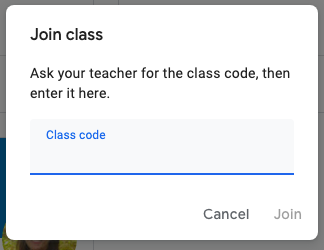 Join class
Ask your teacher for the class code, then
enter it here.
Class code
Cancel Join